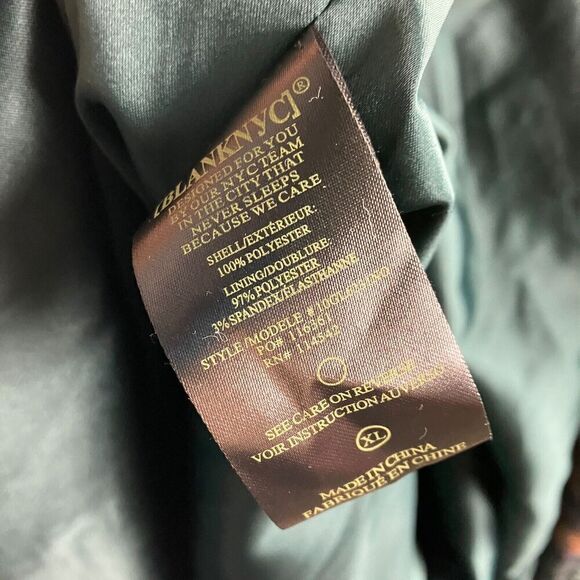 [BLANKNYC]®
DESIGNED FOR YOU
BY OUR NYC TEAM
IN THE CITY THAT
NEVER SLEEPS
BECAUSE WE CARE
SHELL/EXTÉRIEUR:
100% POLYESTER
LINING/DOUBLURE:
97% POLYESTER
3% SPANDEX/ÉLASTHANNE
STYLE/MODELE
PO# 116361
RN# 114532
SEE CARE ON REVERSE
VOIR INSTRUCTION AU VERSO
XL
MADE IN CHINA
FABRIQUÉ EN CHINE